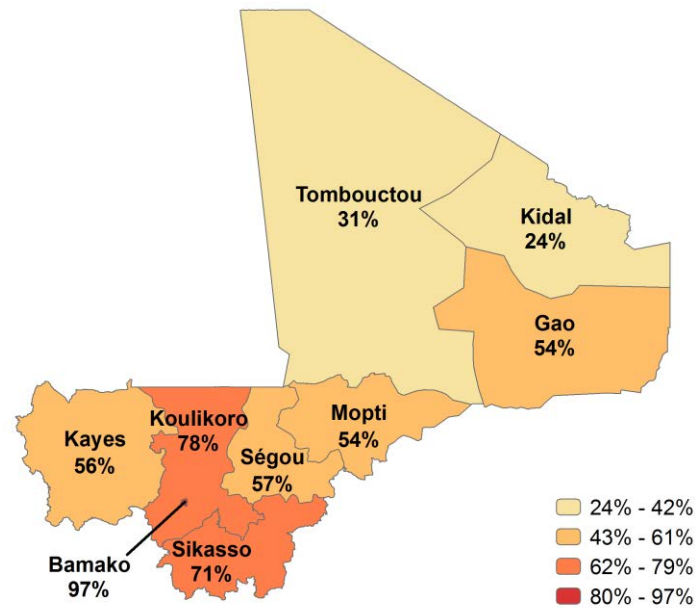 Tombouctou
31%
Kidal
24%
Gao
54%
Mopti
54%
Koulikoro
78%
Kayes
56%
Ségou
57%
Bamako
97%
Sikasso
71%
24% - 42%
43% - 61%
62% - 79%
80% - 97%